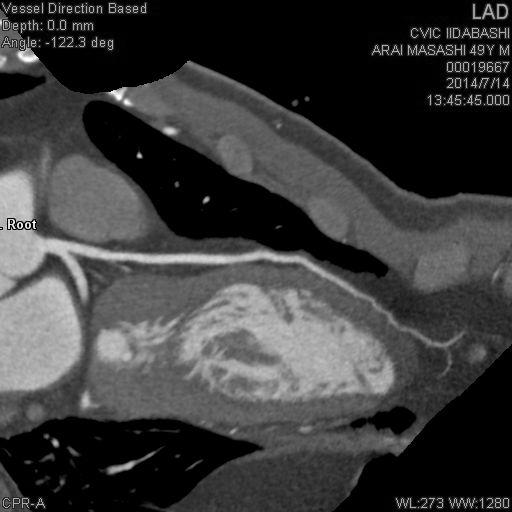 Vessel Direction Based
Depth: 0.0 mm
Angle: -122.3 deg
LAD
CVIC IIDABASHI
ARAI MASASHI 49Y M
00019667
2014/7/14
13:45:45.000
. Root
CPR-A
WL:273 WW:1280